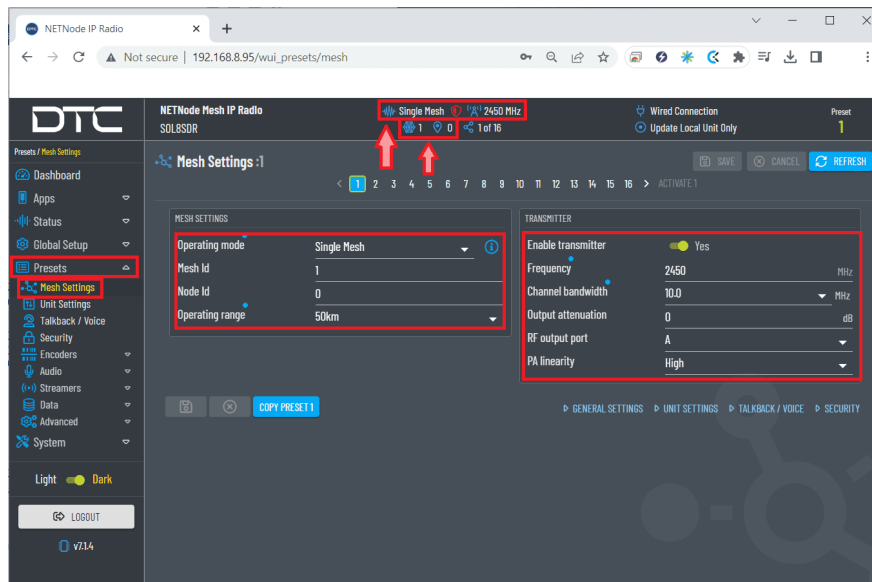 NETNode IP Radio
Not secure | 192.168.8.95/wui_presets/mesh
DTC
NETNode Mesh IP Radio
SOL8SDR
Single Mesh 2450 MHz
1 0 1 of 16
Wired Connection
Update Local Unit Only
Preset
1
Presets / Mesh Settings
Dashboard
Apps
Status
Global Setup
Presets
Mesh Settings
Unit Settings
Talkback / Voice
Security
Encoders
Audio
Streamers
Data
Advanced
System
Light Dark
LOGOUT
v7.1.4
Mesh Settings :1
SAVE CANCEL REFRESH
< 1 2 3 4 5 6 7 8 9 10 11 12 13 14 15 16 > ACTIVATE 1
MESH SETTINGS
Operating mode Single Mesh
Mesh Id 1
Node Id 0
Operating range 50km
TRANSMITTER
Enable transmitter Yes
Frequency 2450 MHz
Channel bandwidth 10.0 MHz
Output attenuation 0 dB
RF output port A
PA linearity High
COPY PRESET 1
GENERAL SETTINGS UNIT SETTINGS TALKBACK / VOICE SECURITY